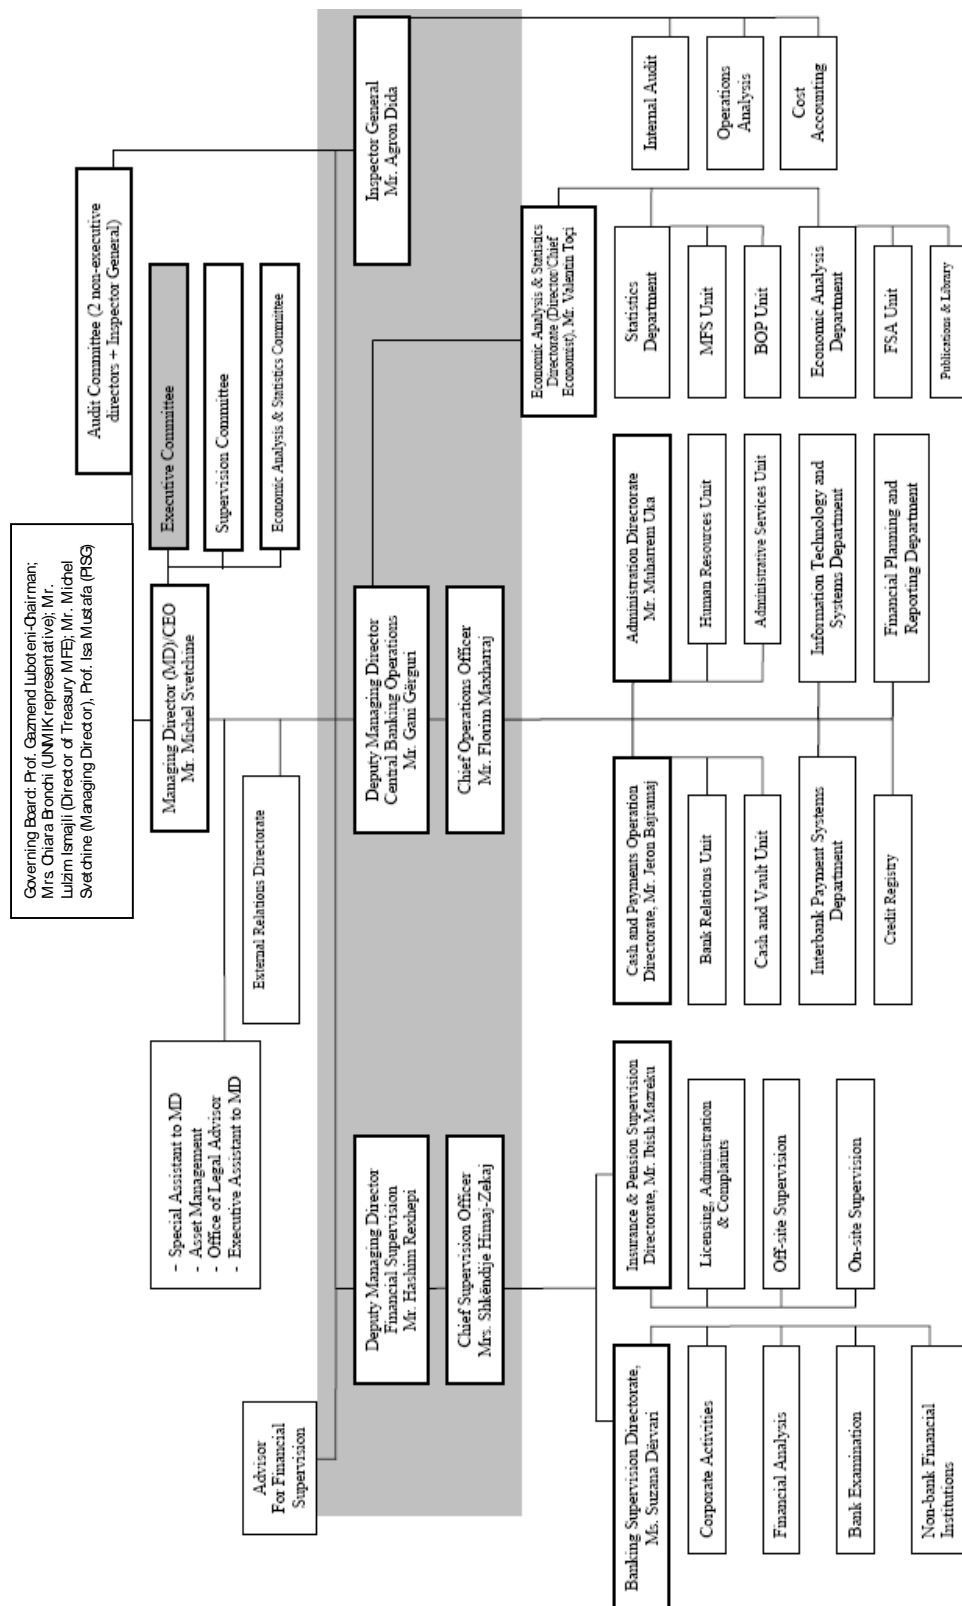 Governing Board: Prof. Gazmend Luboteni-Chairman;
Mrs. Chiara Bronchi (UNMIK representative); Mr.
Lulzim Ismajli (Director of Treasury MFE); Mr. Michel
Svetchine (Managing Director), Prof. Isa Mustafa (PISG)
Audit Committee (2 non-executive
directors + Inspector General)
Managing Director (MD)/CEO
Mr. Michel Svetchine
Executive Committee
Supervision Committee
Economic Analysis & Statistics Committee
- Special Assistant to MD
- Asset Management
- Office of Legal Advisor
- Executive Assistant to MD
External Relations Directorate
Advisor
For Financial
Supervision
Deputy Managing Director
Financial Supervision
Mr. Hashim Rexhepi
Chief Supervision Officer
Mrs. Shkëndije Himaj-Zekaj
Deputy Managing Director
Central Banking Operations
Mr. Gani Gërguri
Chief Operations Officer
Mr. Florim Maxharraj
Inspector General
Mr. Agron Dida
Banking Supervision Directorate,
Ms. Suzana Dërvari
Corporate Activities
Financial Analysis
Bank Examination
Non-bank Financial
Institutions
Insurance & Pension Supervision
Directorate, Mr. Ibish Mazreku
Licensing, Administration
& Complaints
Off-site Supervision
On-site Supervision
Cash and Payments Operation
Directorate, Mr. Jeton Bajramaj
Bank Relations Unit
Cash and Vault Unit
Interbank Payment Systems
Department
Credit Registry
Administration Directorate
Mr. Muharrem Uka
Human Resources Unit
Administrative Services Unit
Information Technology and
Systems Department
Financial Planning and
Reporting Department
Economic Analysis & Statistics
Directorate (Director/Chief
Economist), Mr. Valentin Toçi
Statistics
Department
MFS Unit
BOP Unit
Economic Analysis
Department
FSA Unit
Publications & Library
Internal Audit
Operations
Analysis
Cost
Accounting